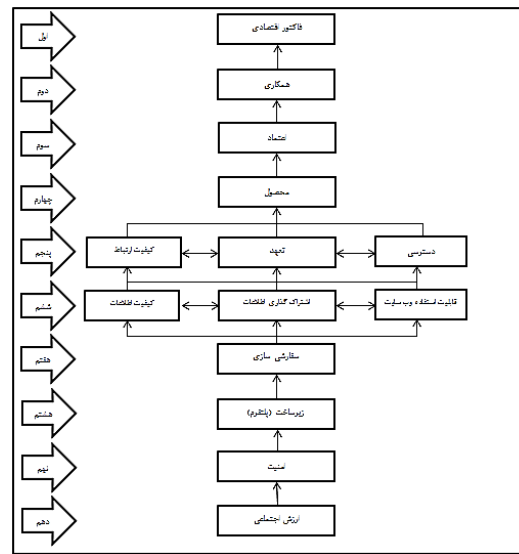 اول
فاکتور اقتصادی
دوم
همکاری
سوم
اعتماد
چهارم
محصول
پنجم
دسترسی
تعهد
کیفیت ارتباط
ششم
قابلیت استفاده وب سایت
اشتراک گذاری اطلاعات
کیفیت اطلاعات
هفتم
سفارشی سازی
هشتم
زیرساخت (پلتفرم)
نهم
امنیت
دهم
ارزش اجتماعی